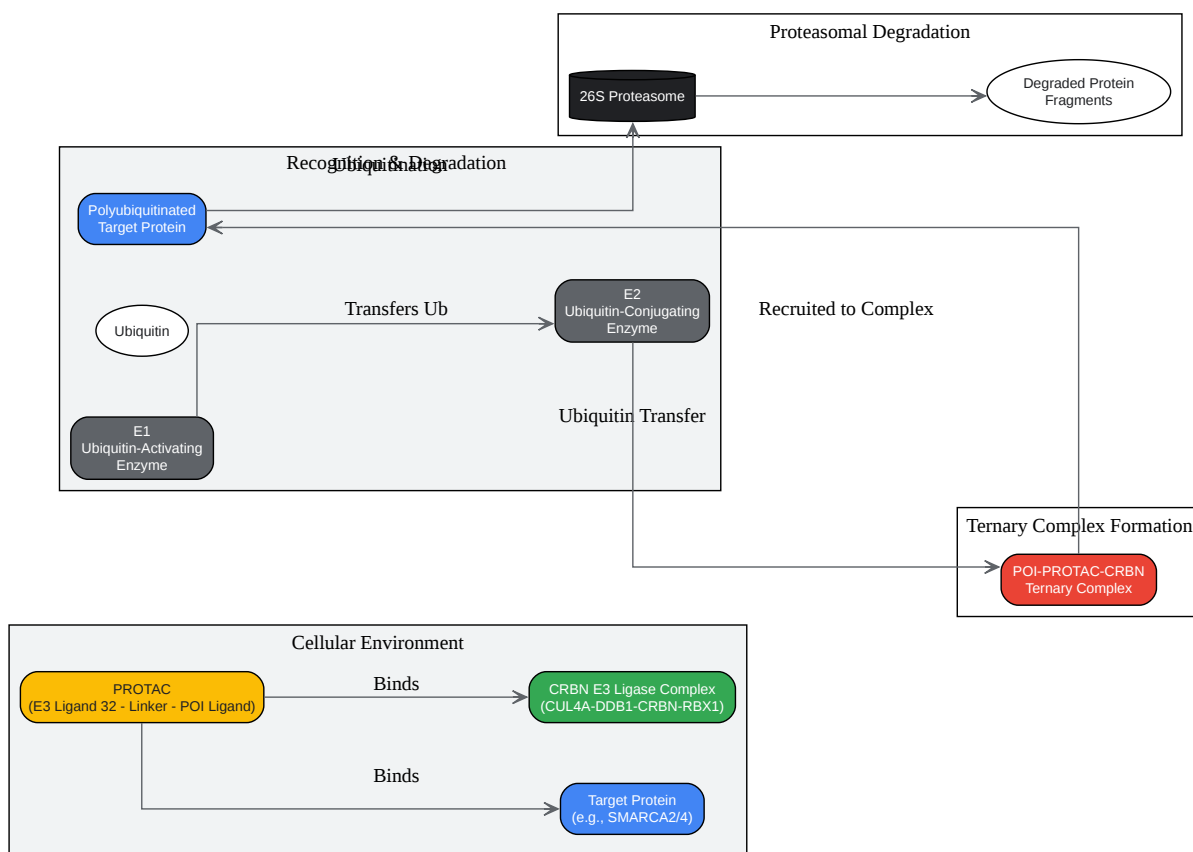 Proteasomal Degradation
26S Proteasome
Degraded Protein
Fragments
Recognition & Degradation
Ubiquitination
Polyubiquitinated
Target Protein
E2
Ubiquitin-Conjugating
Enzyme
Transfers Ub
Recruited to Complex
Ubiquitin
Ubiquitin Transfer
E1
Ubiquitin-Activating
Enzyme
Ternary Complex Formation
POI-PROTAC-CRBN
Ternary Complex
Cellular Environment
PROTAC
(E3 Ligand 32 - Linker - POI Ligand)
Binds
CRBN E3 Ligase Complex
(CUL4A-DDB1-CRBN-RBX1)
Binds
Target Protein
(e.g., SMARCA2/4)